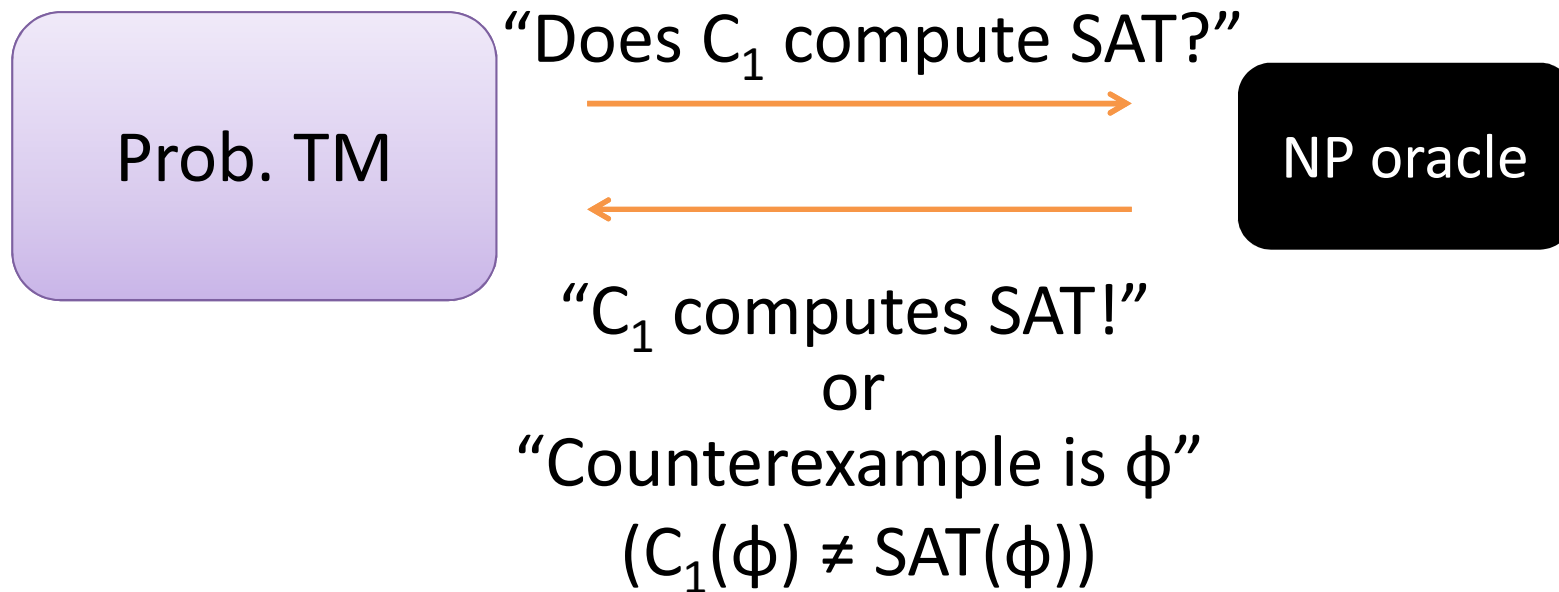 “Does C₁ compute SAT?”
Prob. TM
NP oracle
“C₁ computes SAT!”
or
“Counterexample is ϕ”
(C₁(ϕ) ≠ SAT(ϕ))